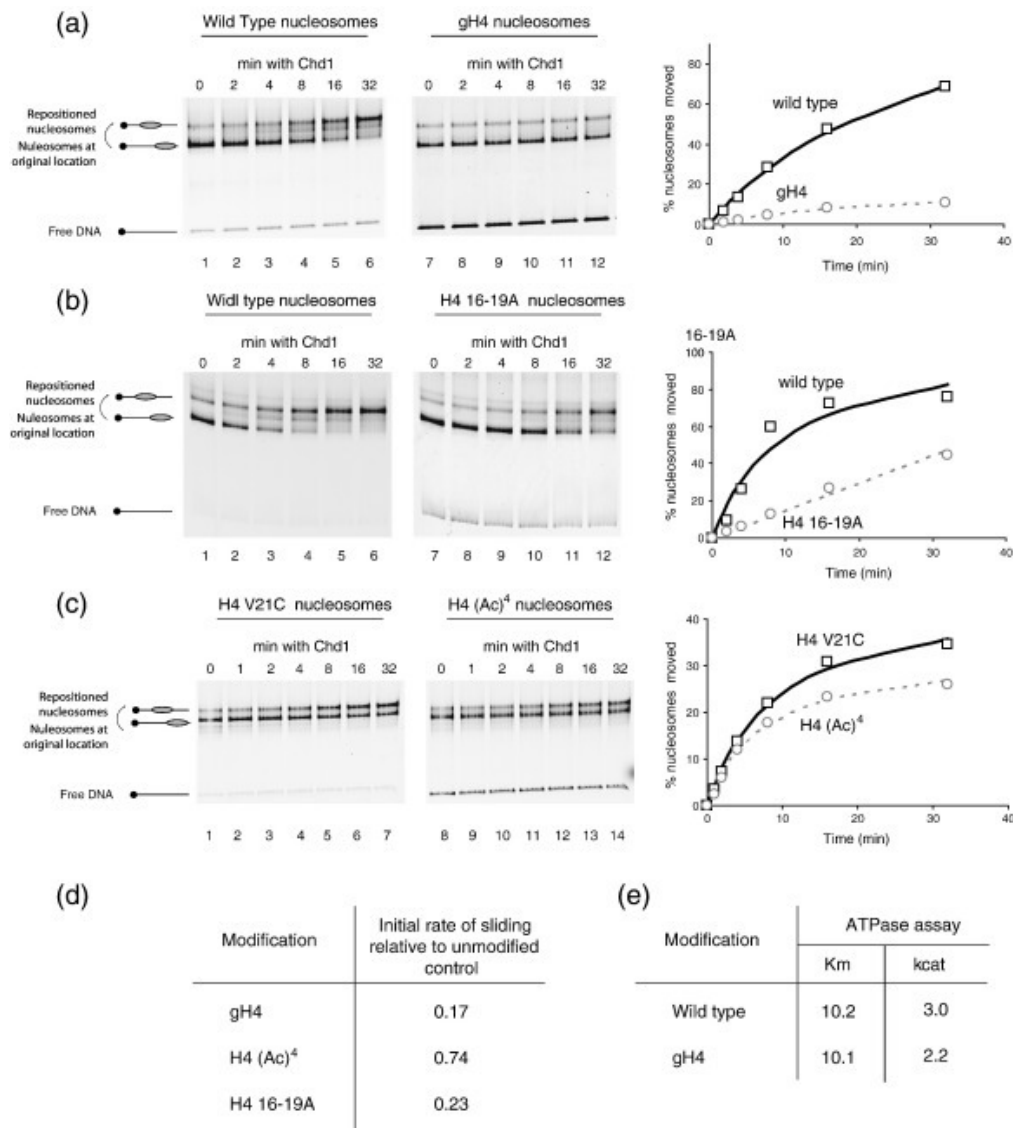 (a)
Wild Type nucleosomes
gH4 nucleosomes
min with Chd1
min with Chd1
0 2 4 8 16 32
0 2 4 8 16 32
Repositioned
nucleosomes
Nuleosomes at
original location
Free DNA
1 2 3 4 5 6
7 8 9 10 11 12
% nucleosomes moved
80
60
40
20
0
wild type
gH4
0 10 20 30 40
Time (min)
(b)
Widl type nucleosomes
H4 16-19A nucleosomes
min with Chd1
min with Chd1
0 2 4 8 16 32
0 2 4 8 16 32
Repositioned
nucleosomes
Nuleosomes at
original location
Free DNA
1 2 3 4 5 6
7 8 9 10 11 12
16-19A
% nucleosomes moved
100
80
60
40
20
0
wild type
H4 16-19A
0 10 20 30 40
Time (min)
(c)
H4 V21C nucleosomes
H4 (Ac)⁴ nucleosomes
min with Chd1
min with Chd1
0 1 2 4 8 16 32
0 1 2 4 8 16 32
Repositioned
nucleosomes
Nuleosomes at
original location
Free DNA
1 2 3 4 5 6 7
8 9 10 11 12 13 14
% nucleosomes moved
40
30
20
10
0
H4 V21C
H4 (Ac)⁴
0 10 20 30 40
Time (min)
(d)
Modification
Initial rate of sliding
relative to unmodified
control
gH4 0.17
H4 (Ac)⁴ 0.74
H4 16-19A 0.23
(e)
Modification
ATPase assay
Km kcat
Wild type 10.2 3.0
gH4 10.1 2.2